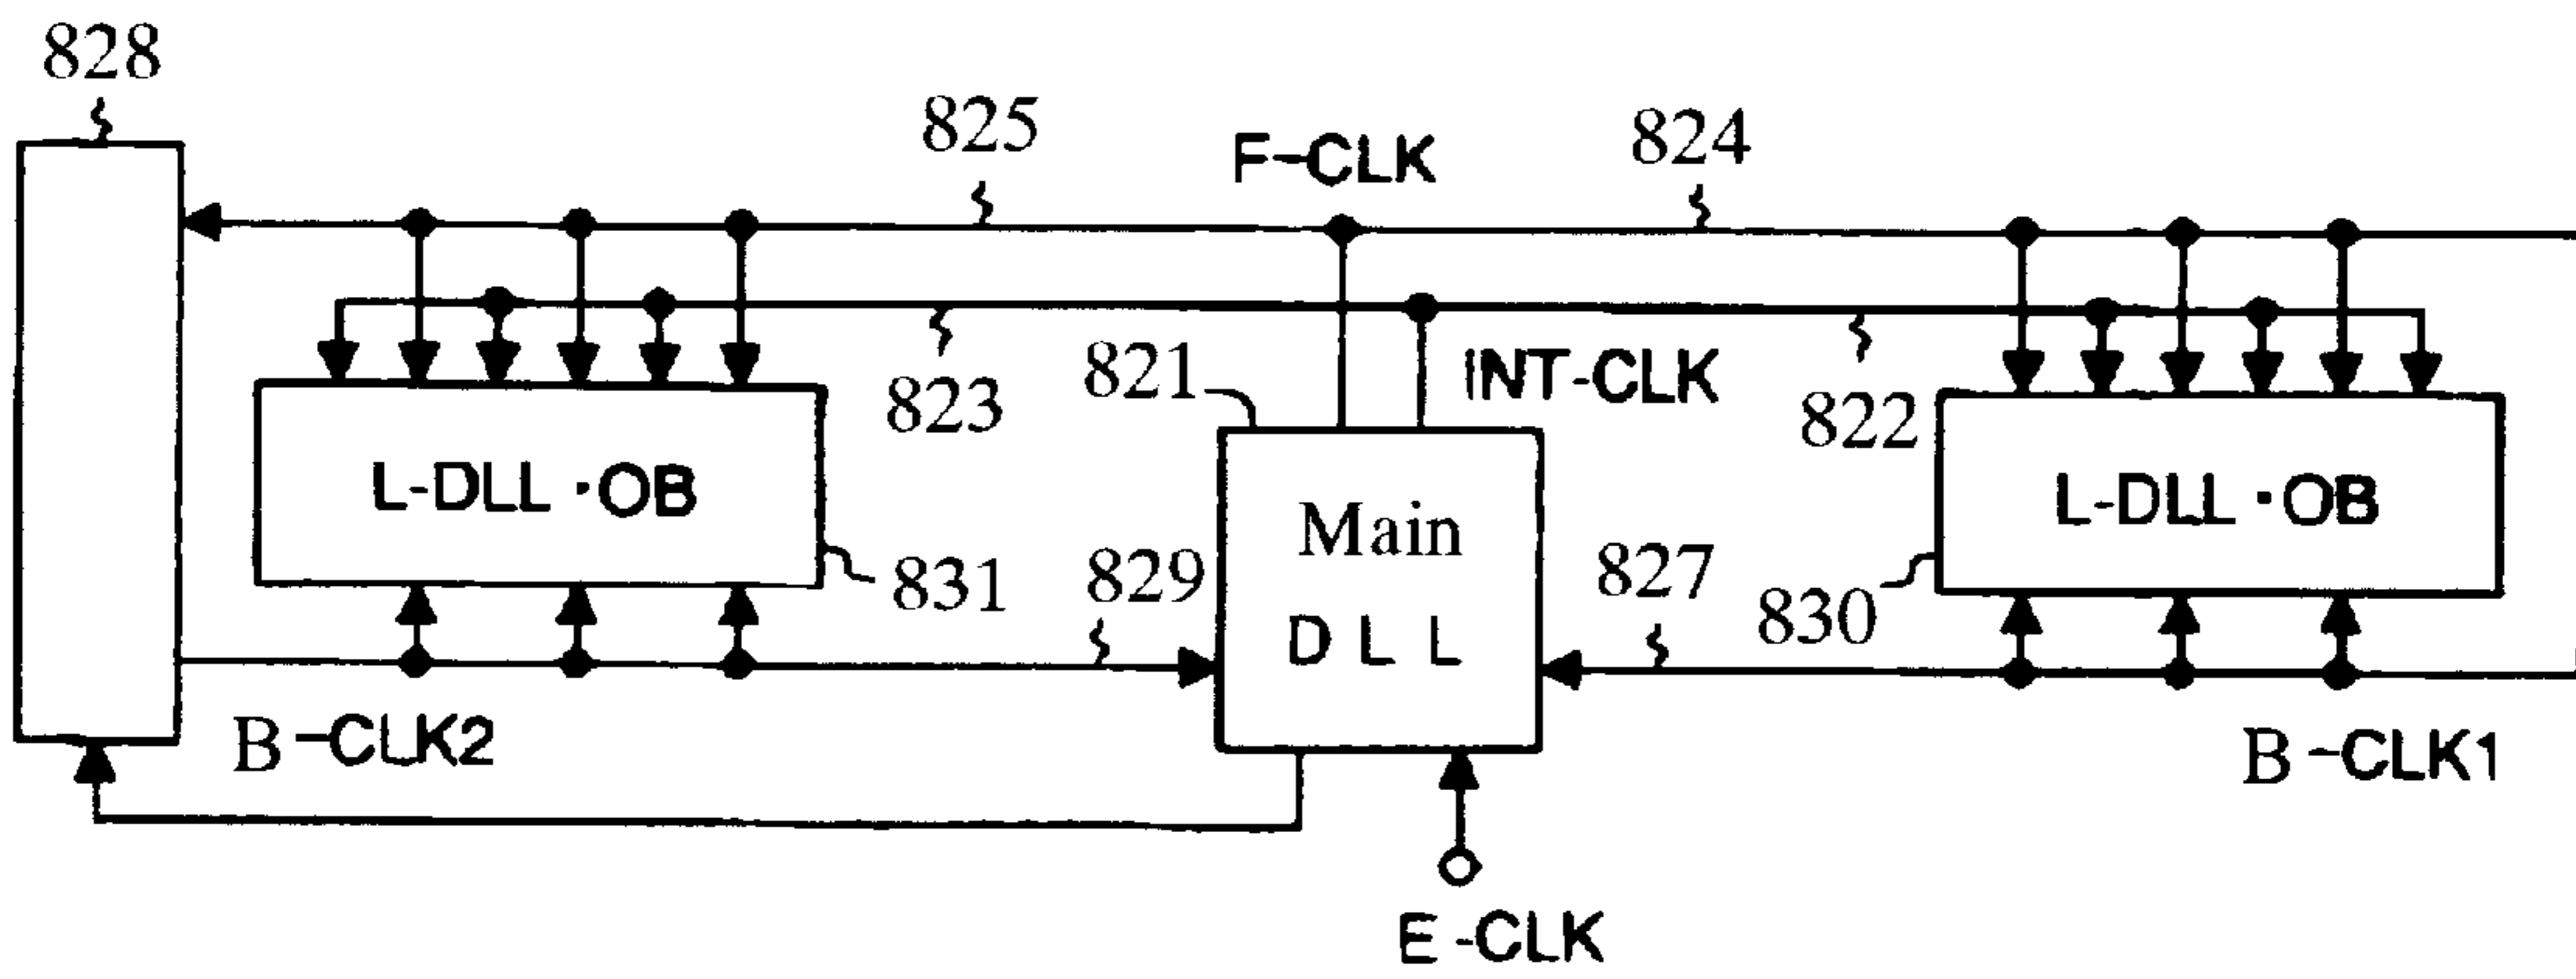 828
825
F-CLK
824
821
INT-CLK
823
822
L-DLL·OB
Main
DLL
L-DLL·OB
831
829
827
830
B-CLK2
B-CLK1
E-CLK